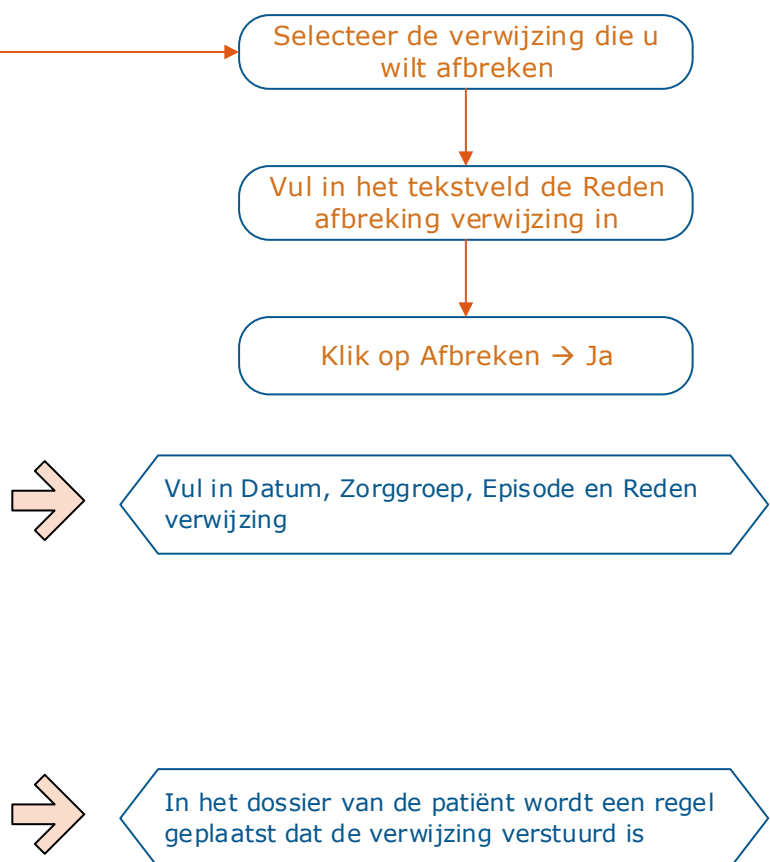 Selecteer de verwijzing die u
wilt afbreken
Vul in het tekstveld de Reden
afbreking verwijzing in
Klik op Afbreken → Ja
Vul in Datum, Zorggroep, Episode en Reden
verwijzing
In het dossier van de patiënt wordt een regel
geplaatst dat de verwijzing verstuurd is